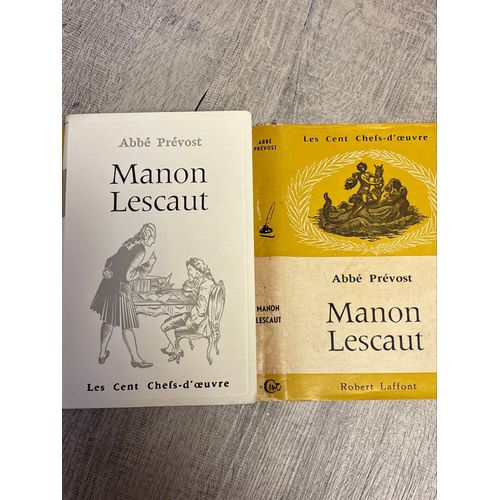 Abbé Prévost
Manon
Lescaut
Les Cent Chefs-d'œuvre
ABBÉ
PRÉVOST
MANON
LESCAUT
Les Cent Chefs-d'œuvre
Abbé Prévost
Manon
Lescaut
Robert Laffont